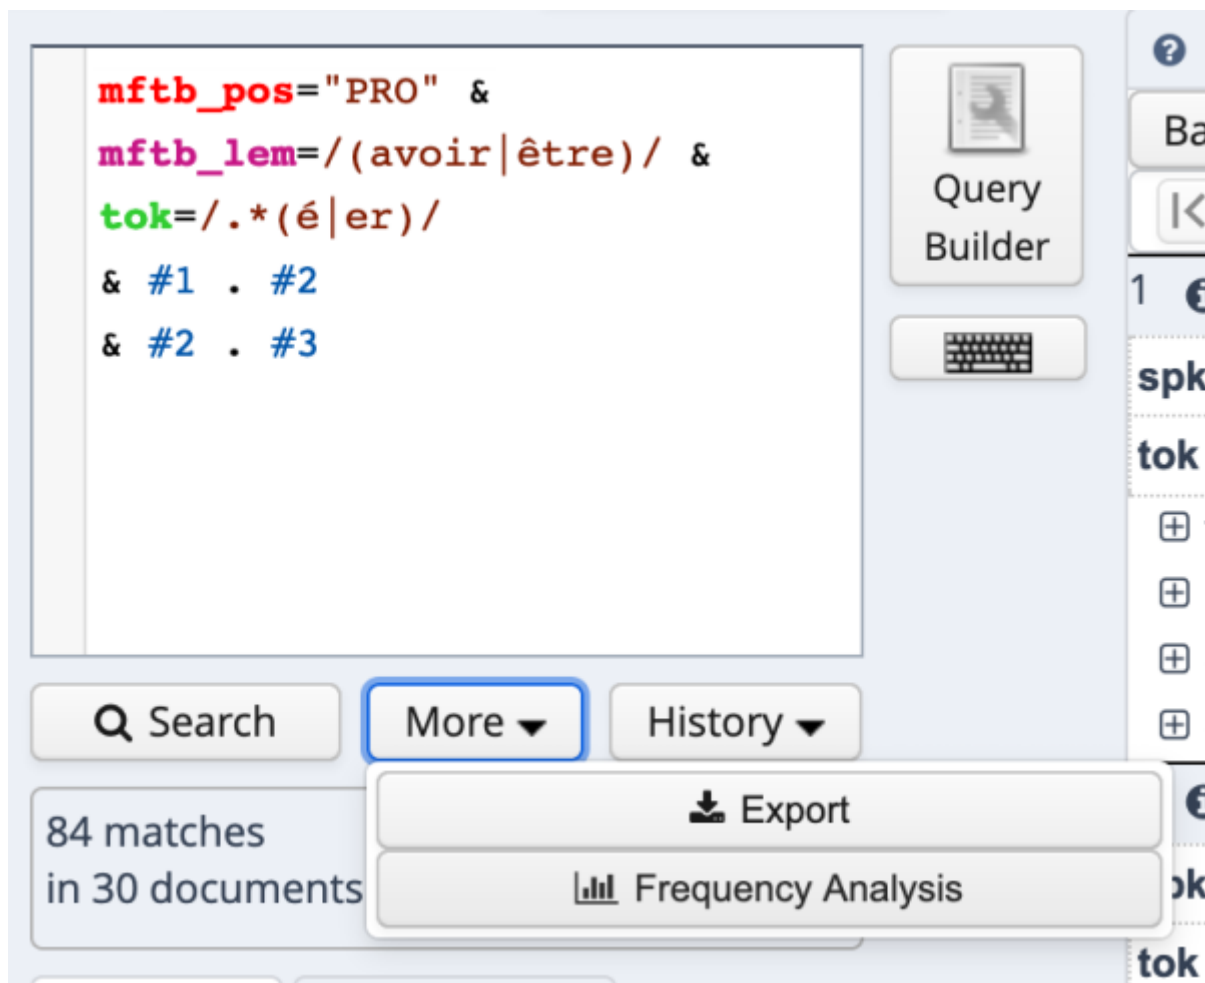 mftb_pos="PRO" &
mftb_lem=/(avoir|être)/ &
tok=/.*(é|er)/
& #1 . #2
& #2 . #3
Query
Builder
Search
More
History
Export
Frequency Analysis
84 matches
in 30 documents
?
Ba
1
spk
tok
tok